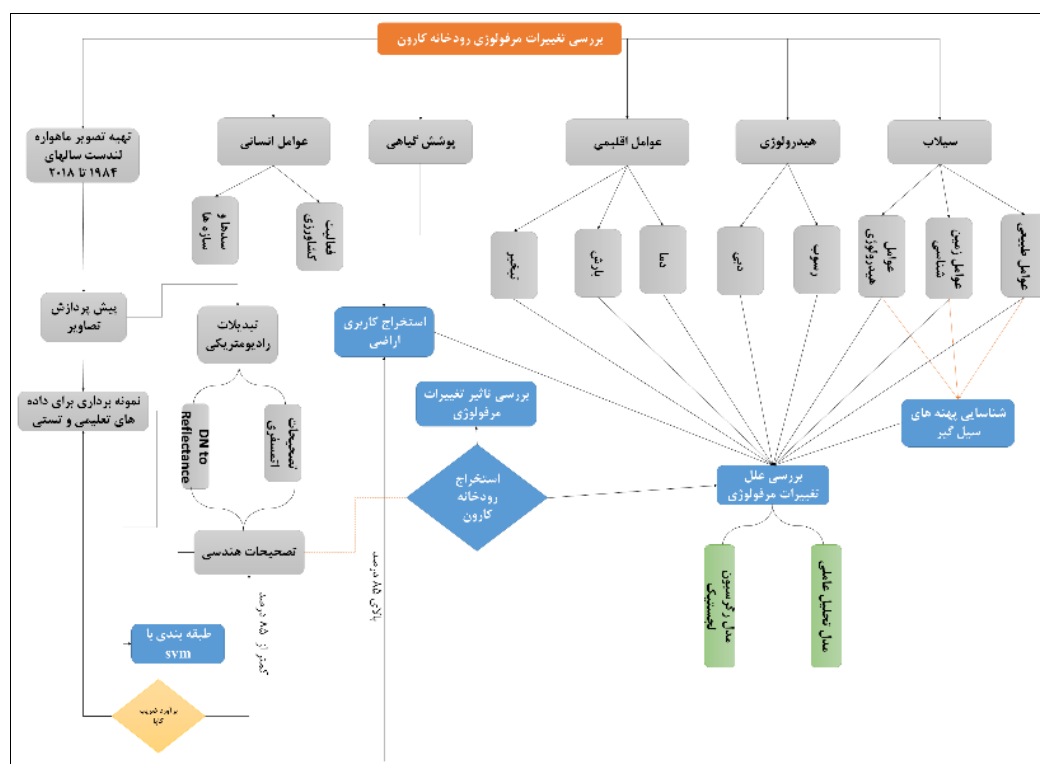 بررسی تغییرات مرفولوژی رودخانه کارون
سیلاب
هیدرولوژی
عوامل اقلیمی
پوشش گیاهی
عوامل انسانی
تهیه تصویر ماهواره
لندست سالهای
۱۹۸۴ تا ۲۰۱۸
عوامل طبیعی
عوامل زمین
شناسی
عوامل
هیدرولوژی
رسوب
دبی
دما
بارش
تبخیر
فعالیت
کشاورزی
سدها و
سازه ها
پیش پردازش
تصاویر
تبدیلات
رادیومتریکی
استخراج کاربری
اراضی
بررسی تاثیر تغییرات
مرفولوژی
شناسایی پهنه های
سیل گیر
نمونه برداری برای داده
های تعلیمی و تستی
تصحیحات
اتمسفری
DN to
Reflectance
استخراج
رودخانه
کارون
بررسی علل
تغییرات مرفولوژی
تصحیحات هندسی
بالای ۸۵ درصد
کمتر از ۸۵ درصد
مدل تحلیل عاملی
مدل رگرسیون
لجستیک
طبقه بندی با
svm
برآورد ضریب
کاپا